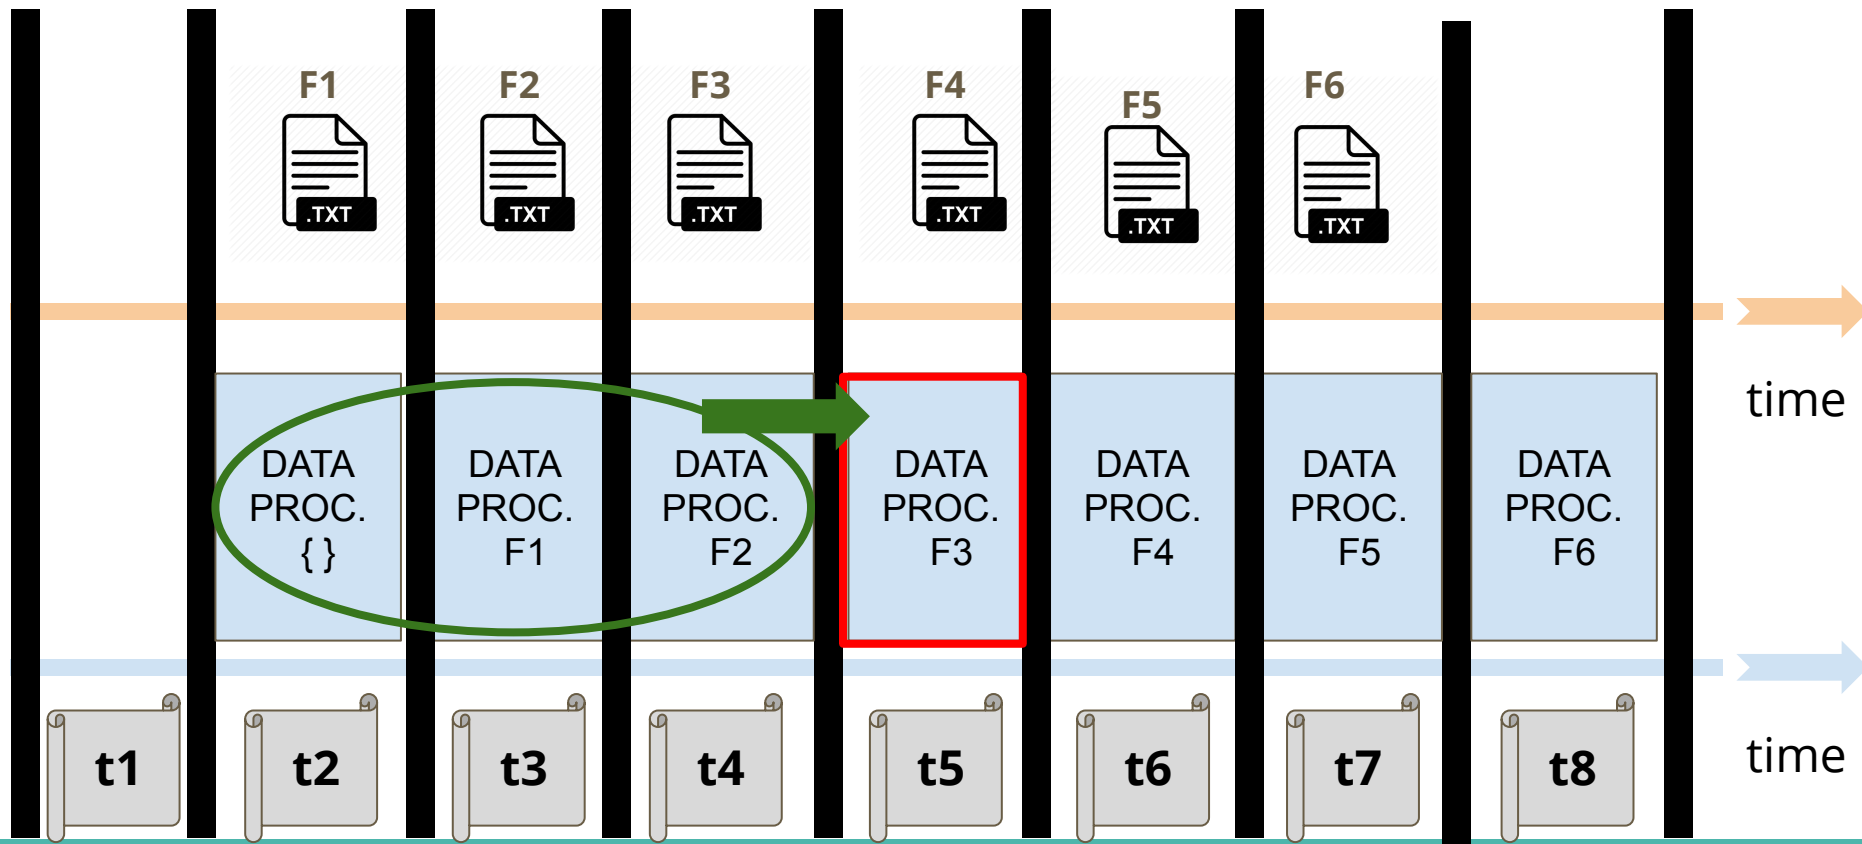 F1
F2
F3
F4
F5
F6
.TXT
.TXT
.TXT
.TXT
.TXT
.TXT
time
DATA
PROC.
{ }
DATA
PROC.
F1
DATA
PROC.
F2
DATA
PROC.
F3
DATA
PROC.
F4
DATA
PROC.
F5
DATA
PROC.
F6
time
t1
t2
t3
t4
t5
t6
t7
t8